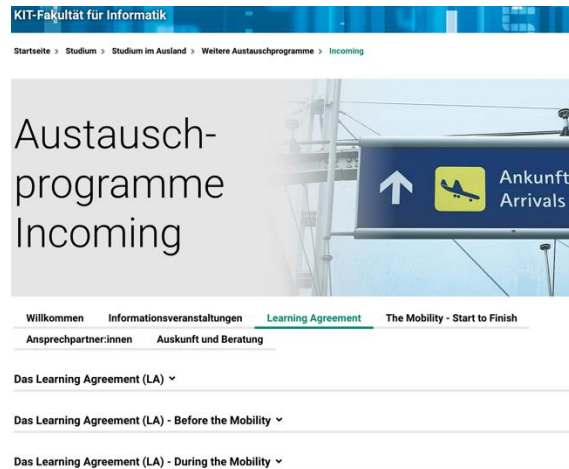 KIT-Fakultät für Informatik
Startseite > Studium > Studium im Ausland > Weitere Austauschprogramme > Incoming
Austausch-
programme
Incoming
Ankunft
Arrivals
Willkommen Informationsveranstaltungen Learning Agreement The Mobility - Start to Finish
Ansprechpartner:innen Auskunft und Beratung
Das Learning Agreement (LA)
Das Learning Agreement (LA) - Before the Mobility
Das Learning Agreement (LA) - During the Mobility